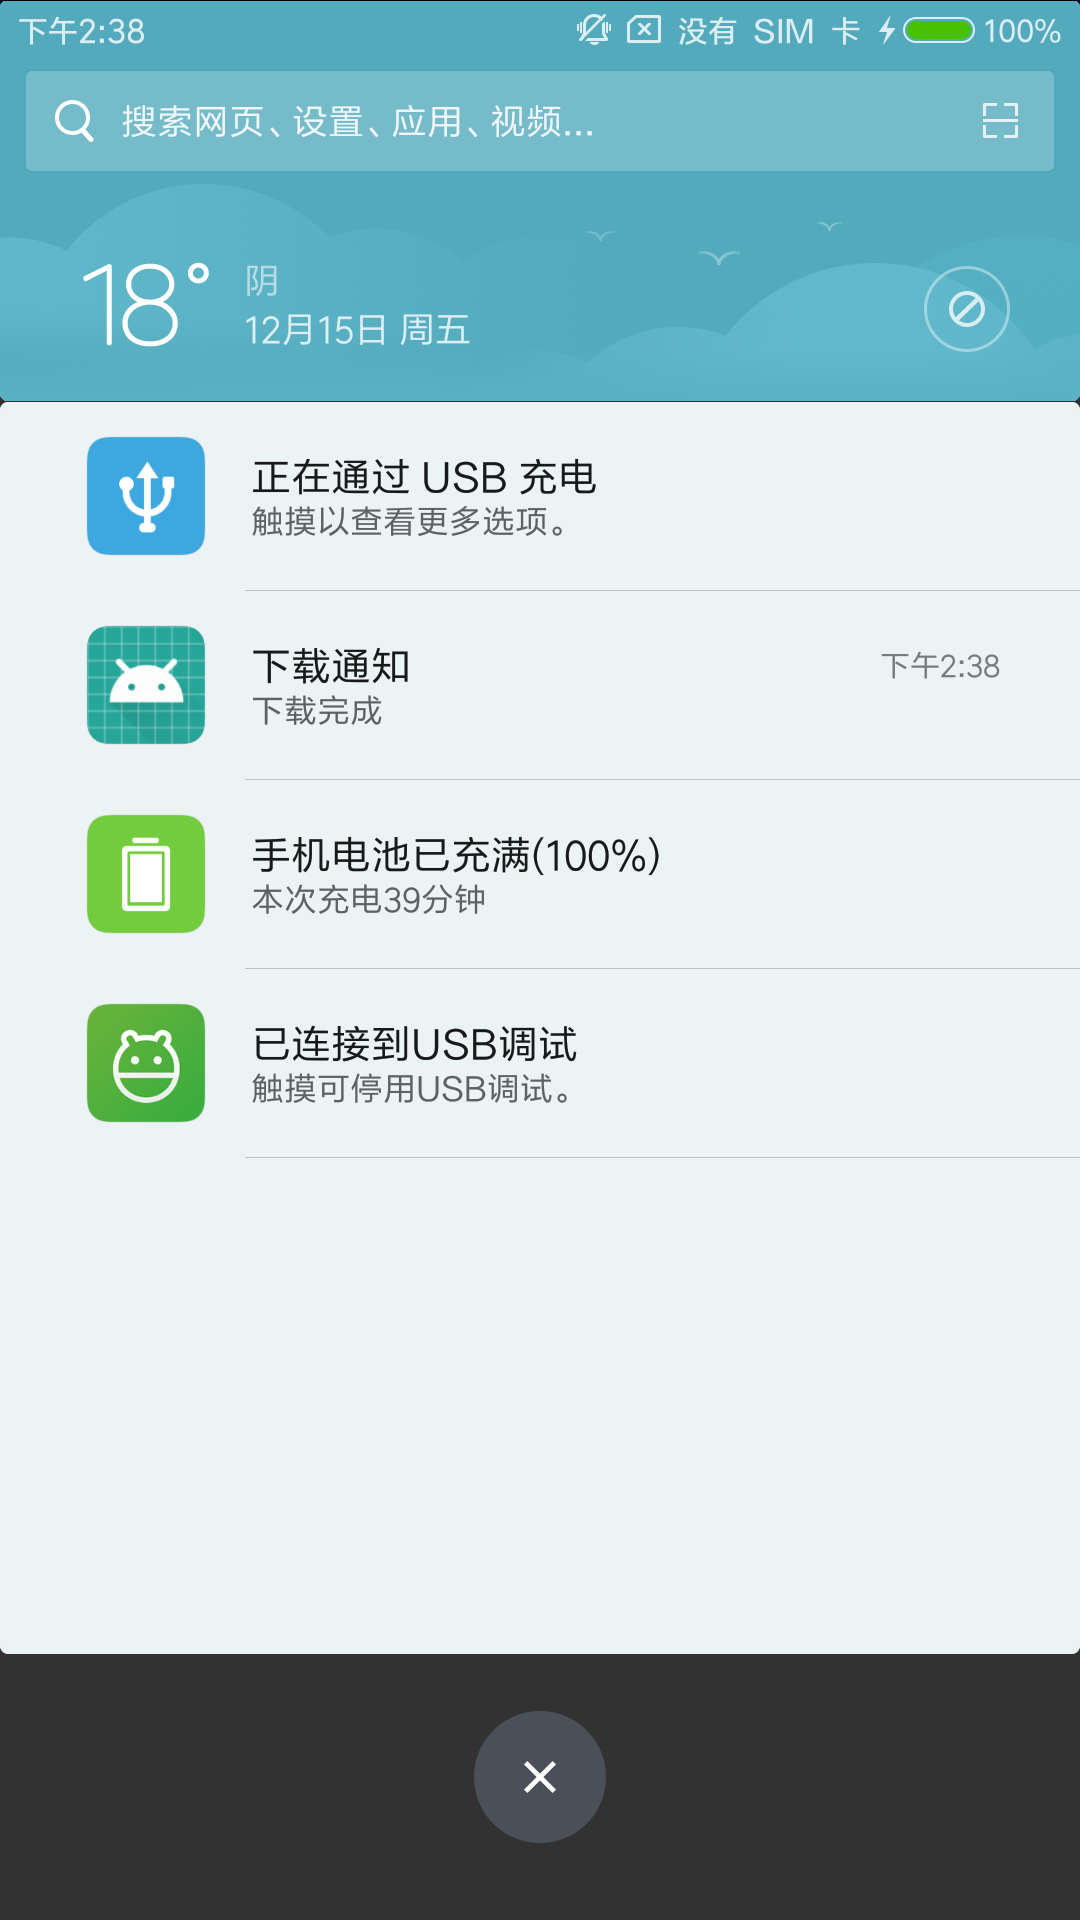 下午2:38 没有 SIM 卡 100%
搜索网页、设置、应用、视频...
18°
阴
12月15日 周五
正在通过 USB 充电
触摸以查看更多选项。
下载通知 下午2:38
下载完成
手机电池已充满(100%)
本次充电39分钟
已连接到USB调试
触摸可停用USB调试。